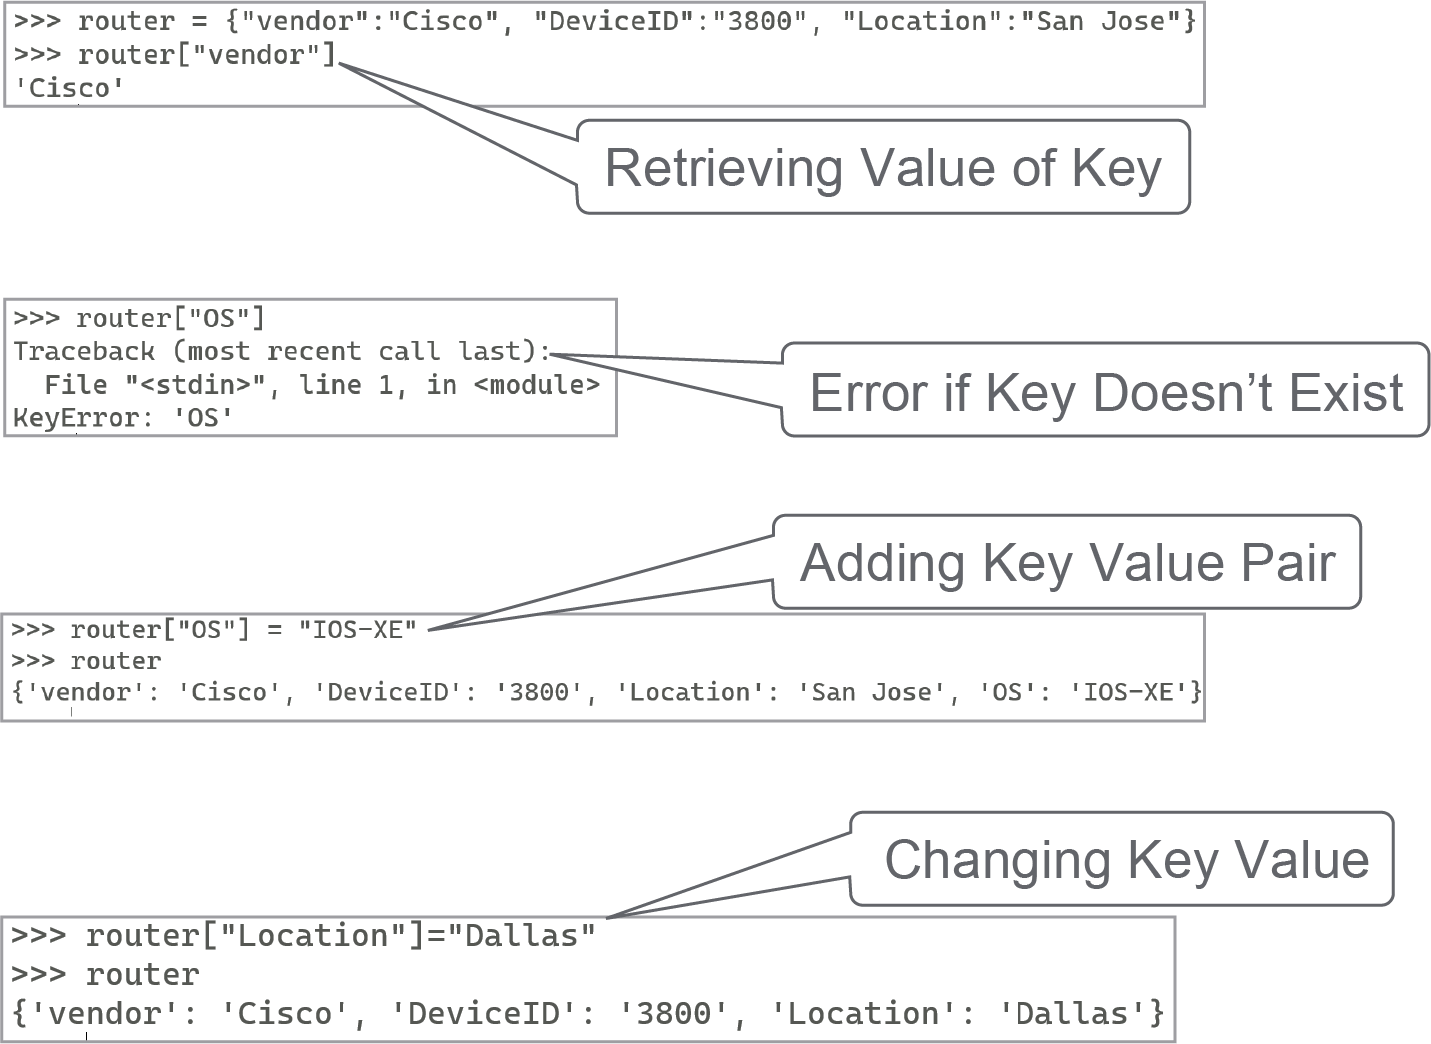 >>> router = {"vendor":"Cisco", "DeviceID":"3800", "Location":"San Jose"}
>>> router["vendor"]
'Cisco'
Retrieving Value of Key
>>> router["OS"]
Traceback (most recent call last):
  File "<stdin>", line 1, in <module>
KeyError: 'OS'
Error if Key Doesn’t Exist
Adding Key Value Pair
>>> router["OS"] = "IOS-XE"
>>> router
{'vendor': 'Cisco', 'DeviceID': '3800', 'Location': 'San Jose', 'OS': 'IOS-XE'}
Changing Key Value
>>> router["Location"]="Dallas"
>>> router
{'vendor': 'Cisco', 'DeviceID': '3800', 'Location': 'Dallas'}